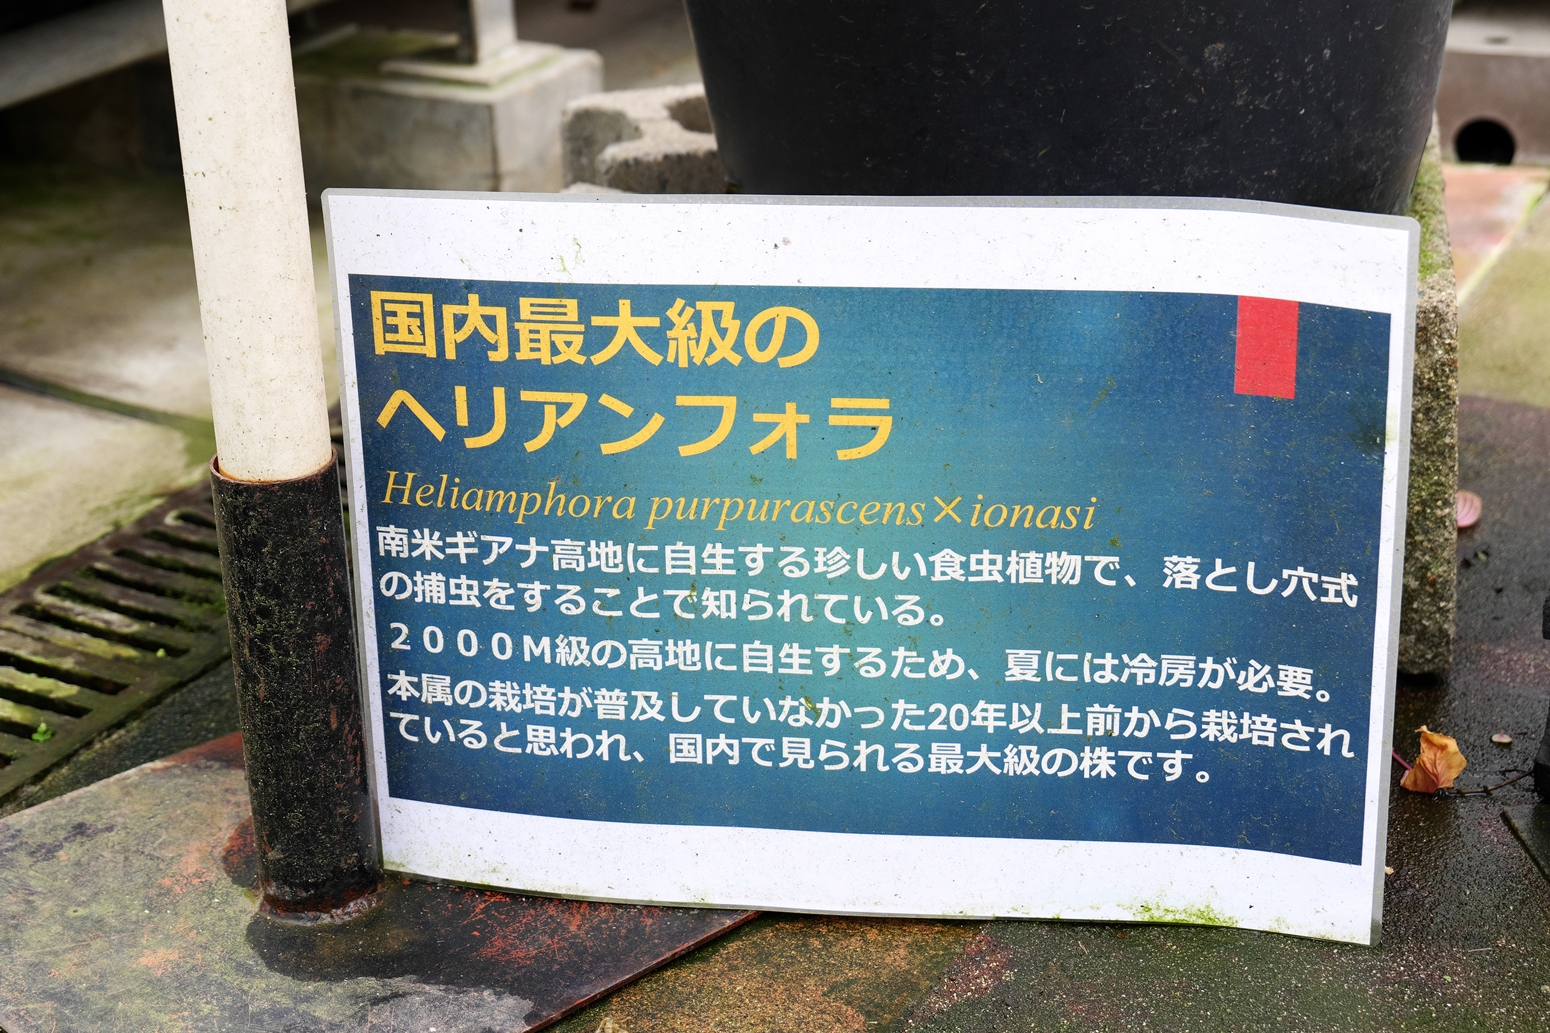 国内最大級の
ヘリアンフォラ
Heliamphora purpurascens×ionasi
南米ギアナ高地に自生する珍しい食虫植物で、落とし穴式
の捕虫をすることで知られている。
２０００Ｍ級の高地に自生するため、夏には冷房が必要。
本属の栽培が普及していなかった20年以上前から栽培され
ていると思われ、国内で見られる最大級の株です。